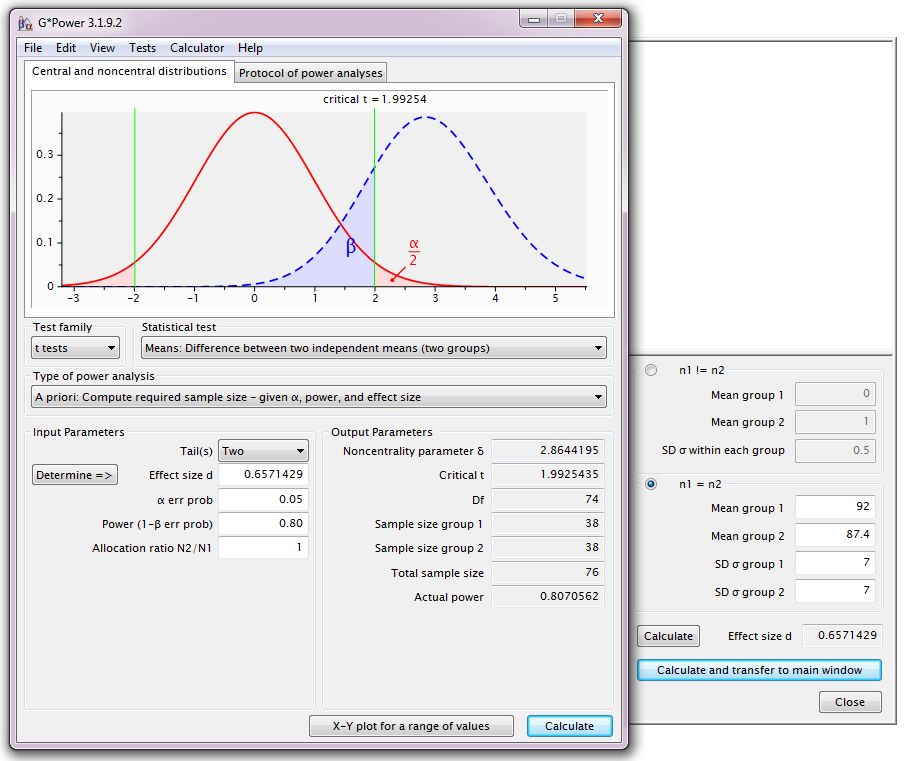 G*Power 3.1.9.2
File Edit View Tests Calculator Help
Central and noncentral distributions Protocol of power analyses
critical t = 1.99254
0.3
0.2
0.1
0
β
α
2
-3 -2 -1 0 1 2 3 4 5
Test family
t tests
Statistical test
Means: Difference between two independent means (two groups)
Type of power analysis
A priori: Compute required sample size – given α, power, and effect size
Input Parameters
Tail(s) Two
Determine => Effect size d 0.6571429
α err prob 0.05
Power (1-β err prob) 0.80
Allocation ratio N2/N1 1
Output Parameters
Noncentrality parameter δ 2.8644195
Critical t 1.9925435
Df 74
Sample size group 1 38
Sample size group 2 38
Total sample size 76
Actual power 0.8070562
X-Y plot for a range of values Calculate
n1 != n2
Mean group 1 0
Mean group 2 1
SD σ within each group 0.5
n1 = n2
Mean group 1 92
Mean group 2 87.4
SD σ group 1 7
SD σ group 2 7
Calculate Effect size d 0.6571429
Calculate and transfer to main window
Close